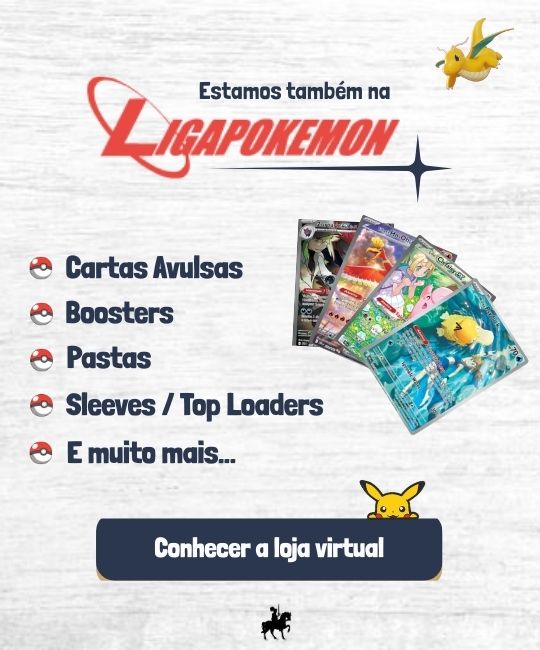 Estamos também na
LIGAPOKEMON
Cartas Avulsas
Boosters
Pastas
Sleeves / Top Loaders
E muito mais...
Conhecer a loja virtual